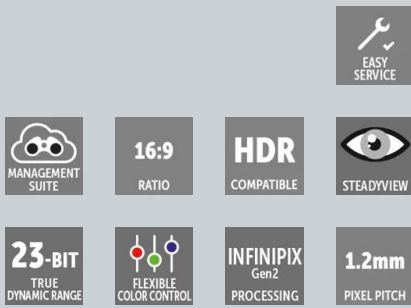 EASY
SERVICE
MANAGEMENT
SUITE
16:9
RATIO
HDR
COMPATIBLE
STEADYVIEW
23-BIT
TRUE
DYNAMIC RANGE
FLEXIBLE
COLOR CONTROL
INFINIPIX
Gen2
PROCESSING
1.2mm
PIXEL PITCH